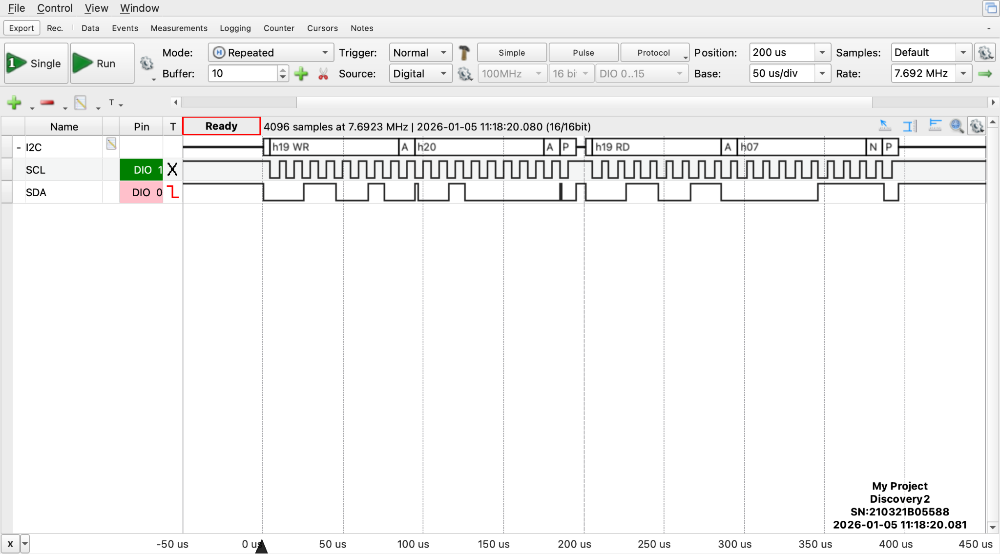 File Control View Window
Export Rec. Data Events Measurements Logging Counter Cursors Notes -
1 Single Run Mode: Repeated Trigger: Normal Simple Pulse Protocol Position: 200 us Samples: Default
Buffer: 10 Source: Digital 100MHz 16 bi DIO 0..15 Base: 50 us/div Rate: 7.692 MHz
T
Name Pin T Ready 4096 samples at 7.6923 MHz | 2026-01-05 11:18:20.080 (16/16bit)
- I2C h19 WR A h20 A P h19 RD A h07 N P
SCL DIO 1 X
SDA DIO 0
My Project
Discovery2
SN:210321B05588
2026-01-05 11:18:20.081
X -50 us 0 us 50 us 100 us 150 us 200 us 250 us 300 us 350 us 400 us 450 us